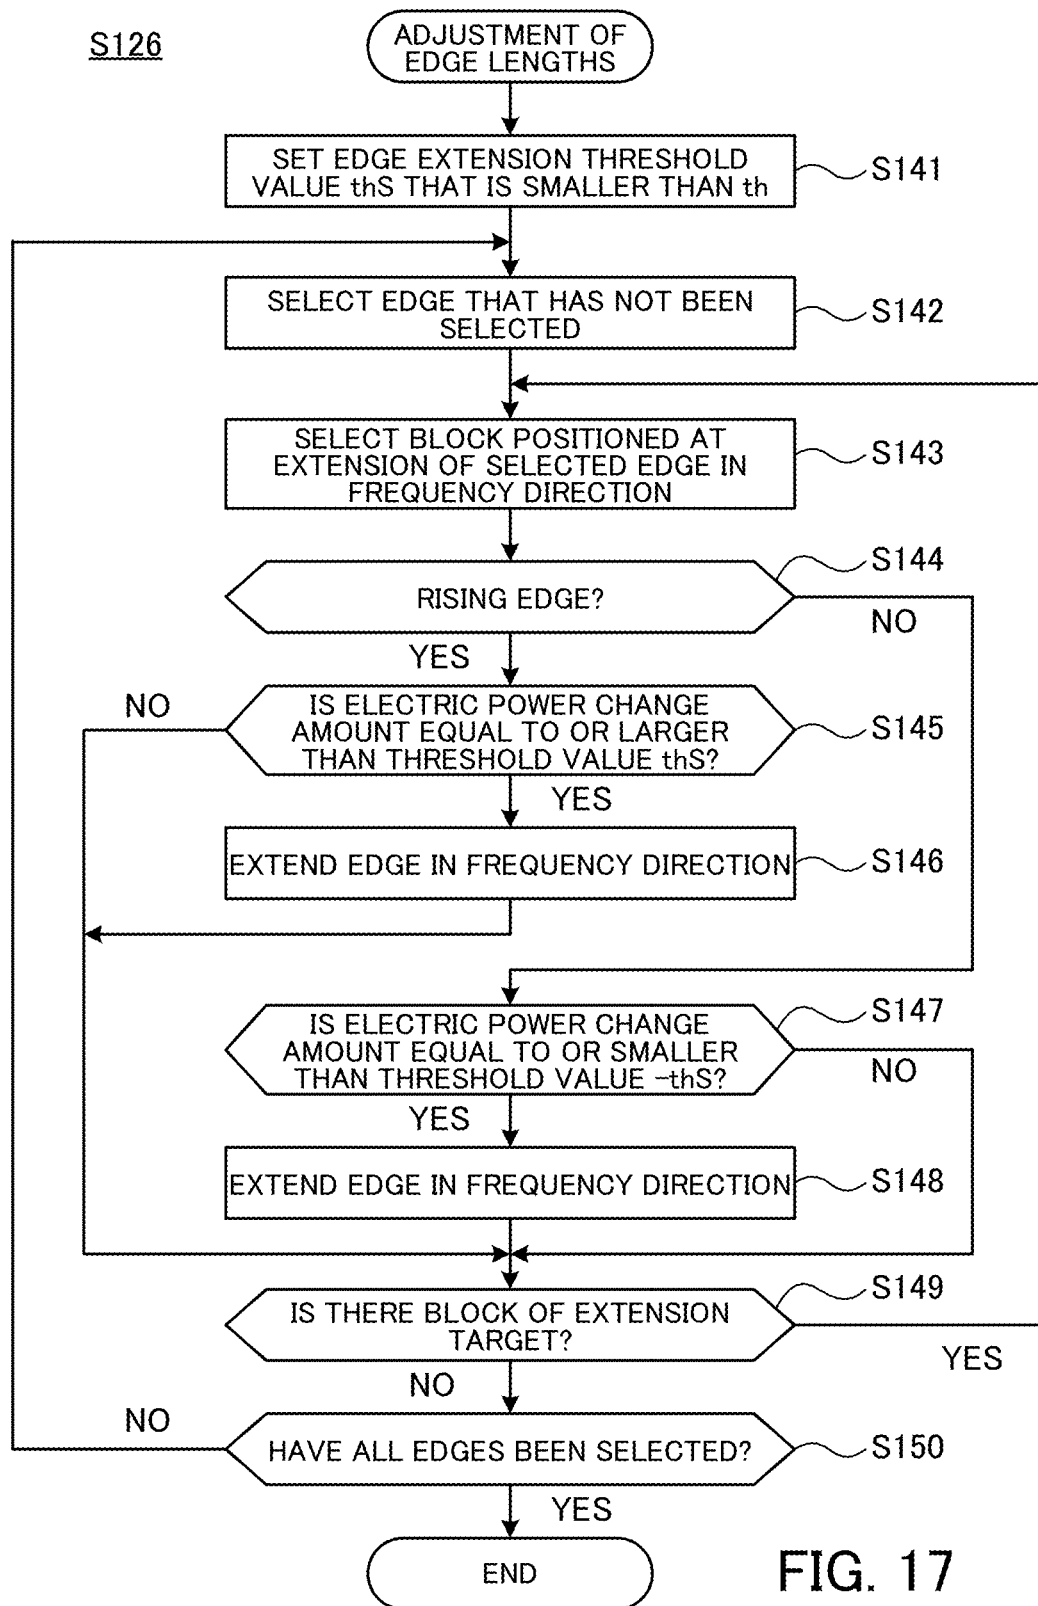 S126
ADJUSTMENT OF
EDGE LENGTHS
SET EDGE EXTENSION THRESHOLD
VALUE thS THAT IS SMALLER THAN th
S141
SELECT EDGE THAT HAS NOT BEEN
SELECTED
S142
SELECT BLOCK POSITIONED AT
EXTENSION OF SELECTED EDGE IN
FREQUENCY DIRECTION
S143
RISING EDGE?
S144
NO
YES
NO
IS ELECTRIC POWER CHANGE
AMOUNT EQUAL TO OR LARGER
THAN THRESHOLD VALUE thS?
S145
YES
EXTEND EDGE IN FREQUENCY DIRECTION
S146
IS ELECTRIC POWER CHANGE
AMOUNT EQUAL TO OR SMALLER
THAN THRESHOLD VALUE -thS?
S147
NO
YES
EXTEND EDGE IN FREQUENCY DIRECTION
S148
IS THERE BLOCK OF EXTENSION
TARGET?
S149
YES
NO
NO
HAVE ALL EDGES BEEN SELECTED?
S150
YES
END
FIG. 17